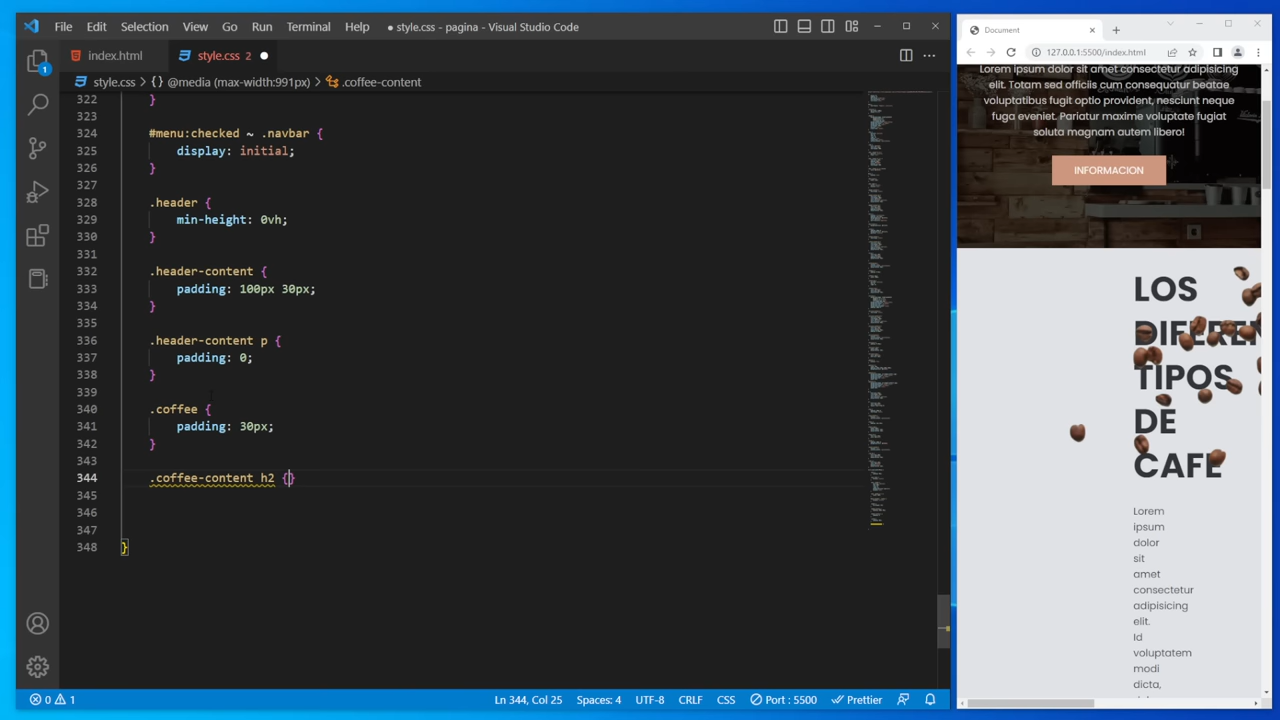 File Edit Selection View Go Run Terminal Help ● style.css - pagina - Visual Studio Code
index.html style.css 2 ●
style.css > {} @media (max-width:991px) > .coffee-content
322 }
323
324 #menu:checked ~ .navbar {
325 display: initial;
326 }
327
328 .header {
329 min-height: 0vh;
330 }
331
332 .header-content {
333 padding: 100px 30px;
334 }
335
336 .header-content p {
337 padding: 0;
338 }
339
340 .coffee {
341 padding: 30px;
342 }
343
344 .coffee-content h2 {}
345
346
347
348 }
1
0 1
Ln 344, Col 25 Spaces: 4 UTF-8 CRLF CSS Port : 5500 Prettier
Document
127.0.0.1:5500/index.html
Lorem ipsum dolor sit amet consectetur adipisicing
elit. Totam sed officiis cum consequatur beatae
voluptatibus fugit optio provident, nesciunt neque
fuga eveniet. Pariatur maxime voluptate fugiat
soluta magnam autem libero!
INFORMACION
LOS
DIFEREN
TIPOS
DE
CAFE
Lorem
ipsum
dolor
sit
amet
consectetur
adipisicing
elit.
Id
voluptatem
modi
dicta,